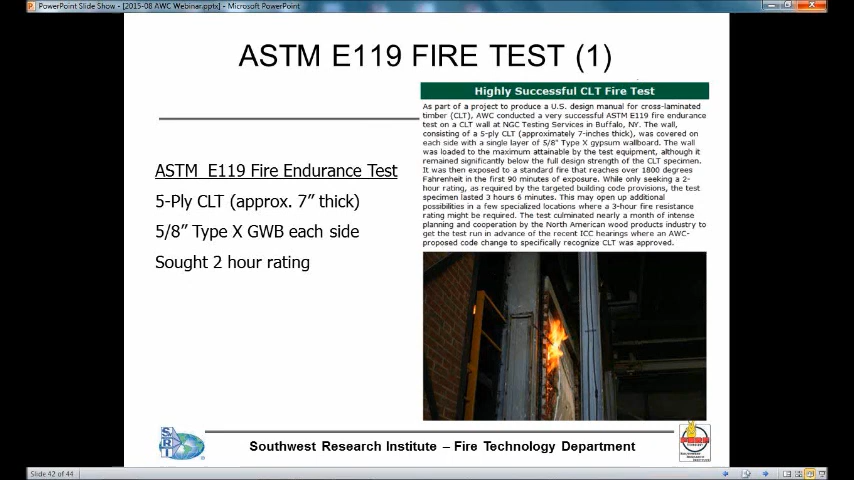 PowerPoint Slide Show - [2015-08 AWC Webinar.pptx] - Microsoft PowerPoint
ASTM E119 FIRE TEST (1)
Highly Successful CLT Fire Test
As part of a project to produce a U.S. design manual for cross-laminated
timber (CLT), AWC conducted a very successful ASTM E119 fire endurance
test on a CLT wall at NGC Testing Services in Buffalo, NY. The wall,
consisting of a 5-ply CLT (approximately 7-inches thick), was covered on
each side with a single layer of 5/8" Type X gypsum wallboard. The wall
was loaded to the maximum attainable by the test equipment, although it
remained significantly below the full design strength of the CLT specimen.
It was then exposed to a standard fire that reaches over 1800 degrees
Fahrenheit in the first 90 minutes of exposure. While only seeking a 2-
hour rating, as required by the targeted building code provisions, the test
specimen lasted 3 hours 6 minutes. This may open up additional
possibilities in a few specialized locations where a 3-hour fire resistance
rating might be required. The test culminated nearly a month of intense
planning and cooperation by the North American wood products industry to
get the test run in advance of the recent ICC hearings where an AWC-
proposed code change to specifically recognize CLT was approved.
ASTM E119 Fire Endurance Test
5-Ply CLT (approx. 7" thick)
5/8" Type X GWB each side
Sought 2 hour rating
Southwest Research Institute – Fire Technology Department
Slide 42 of 44